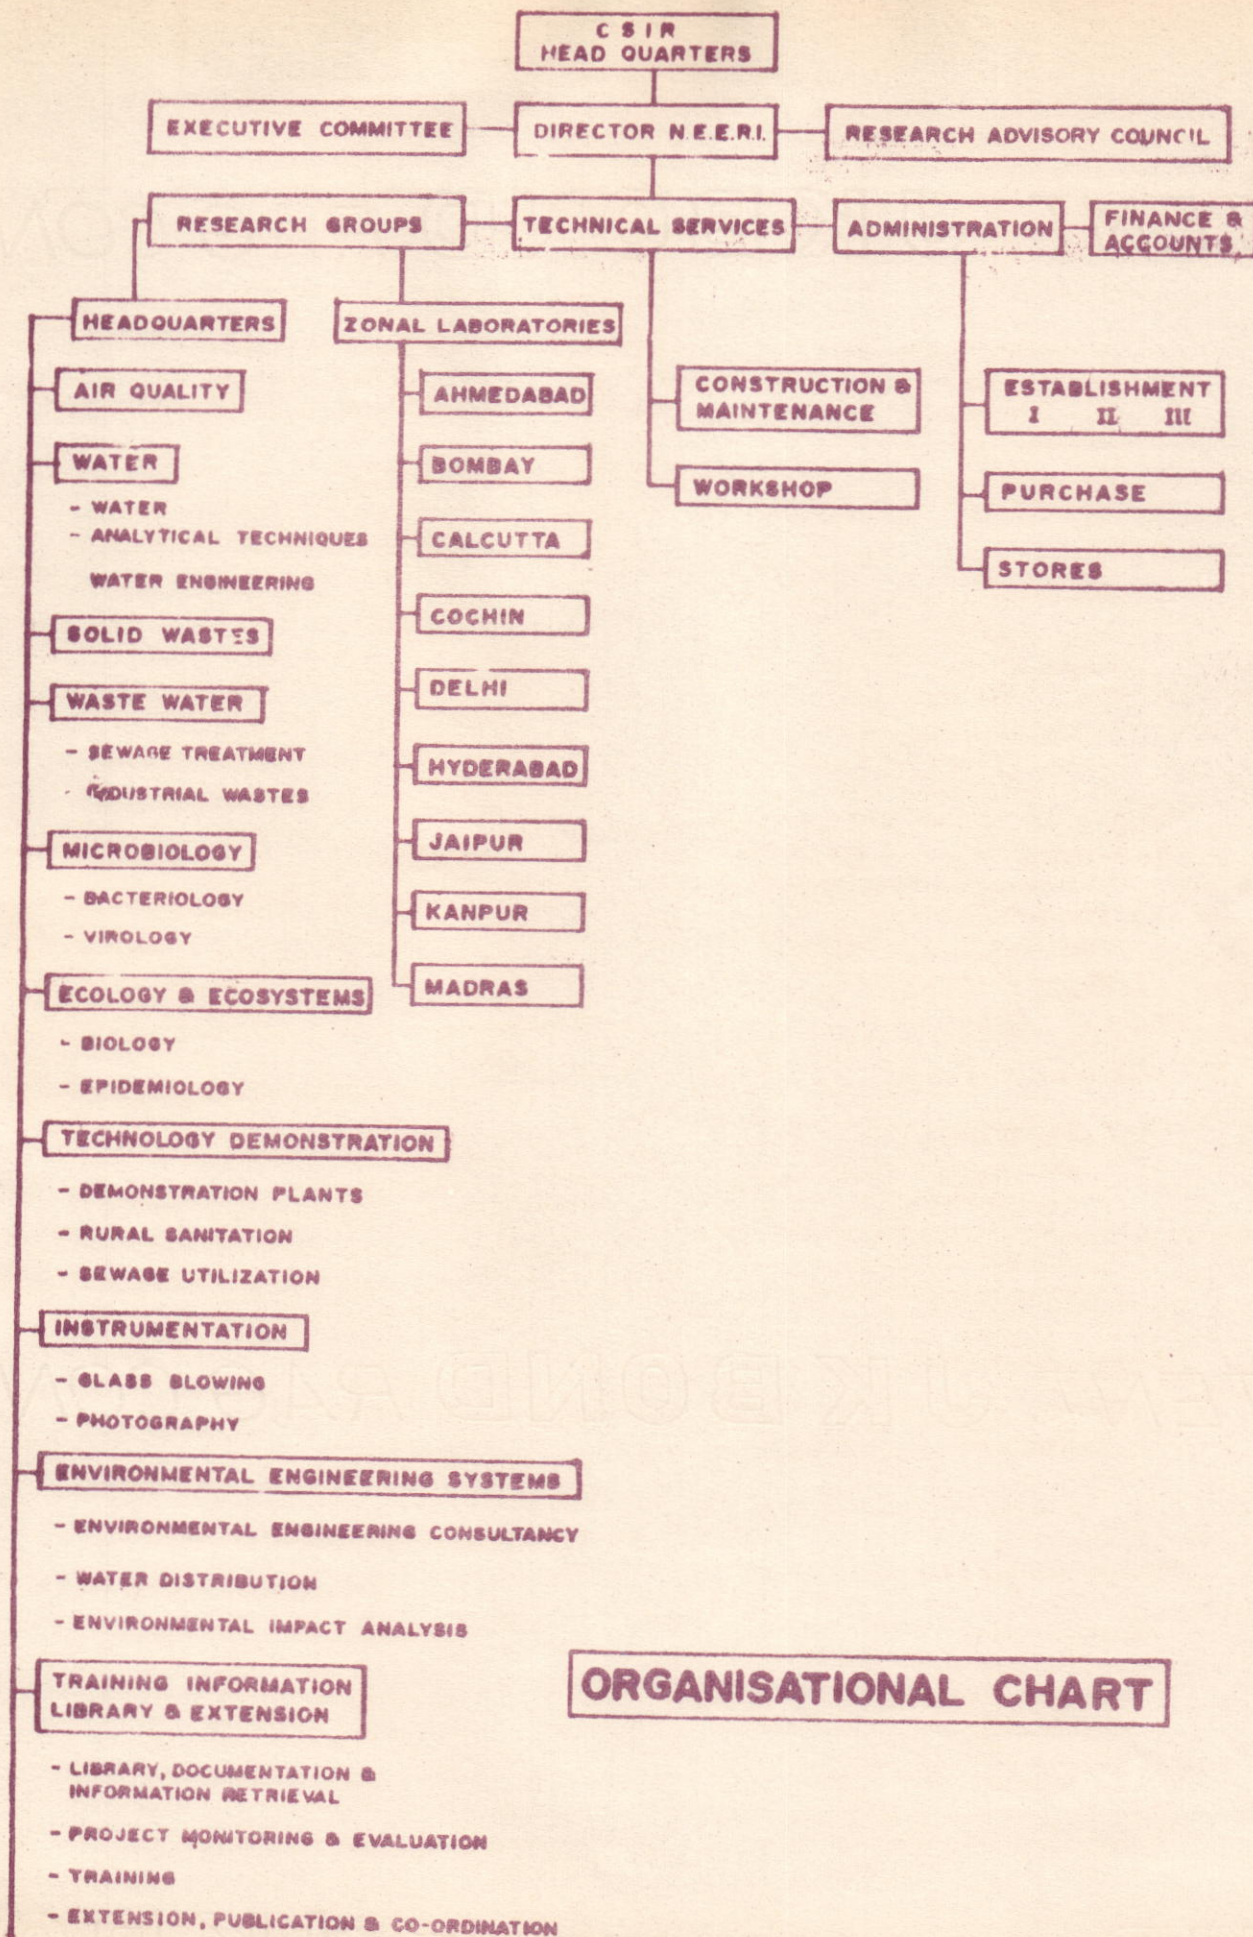 CSIR
HEAD QUARTERS
EXECUTIVE COMMITTEE
DIRECTOR N.E.E.R.I.
RESEARCH ADVISORY COUNCIL
RESEARCH GROUPS
TECHNICAL SERVICES
ADMINISTRATION
FINANCE &
ACCOUNTS
HEADQUARTERS
AIR QUALITY
WATER
- WATER
- ANALYTICAL TECHNIQUES
WATER ENGINEERING
SOLID WASTES
WASTE WATER
- SEWAGE TREATMENT
- INDUSTRIAL WASTES
MICROBIOLOGY
- BACTERIOLOGY
- VIROLOGY
ECOLOGY & ECOSYSTEMS
- BIOLOGY
- EPIDEMIOLOGY
TECHNOLOGY DEMONSTRATION
- DEMONSTRATION PLANTS
- RURAL SANITATION
- SEWAGE UTILIZATION
INSTRUMENTATION
- GLASS BLOWING
- PHOTOGRAPHY
ENVIRONMENTAL ENGINEERING SYSTEMS
- ENVIRONMENTAL ENGINEERING CONSULTANCY
- WATER DISTRIBUTION
- ENVIRONMENTAL IMPACT ANALYSIS
TRAINING INFORMATION
LIBRARY & EXTENSION
- LIBRARY, DOCUMENTATION &
INFORMATION RETRIEVAL
- PROJECT MONITORING & EVALUATION
- TRAINING
- EXTENSION, PUBLICATION & CO-ORDINATION
ZONAL LABORATORIES
AHMEDABAD
BOMBAY
CALCUTTA
COCHIN
DELHI
HYDERABAD
JAIPUR
KANPUR
MADRAS
CONSTRUCTION &
MAINTENANCE
WORKSHOP
ESTABLISHMENT
I II III
PURCHASE
STORES
ORGANISATIONAL CHART